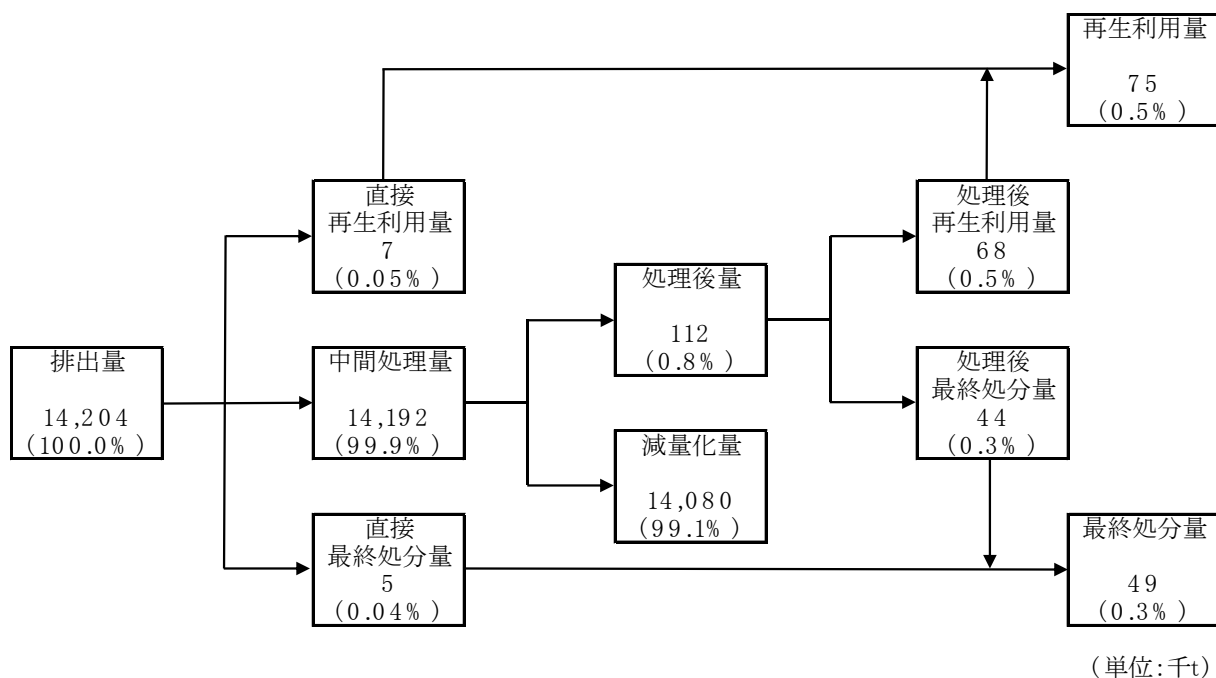 再生利用量
75
(0.5%)
直接
再生利用量
7
(0.05%)
処理後
再生利用量
68
(0.5%)
処理後量
112
(0.8%)
排出量
14,204
(100.0%)
中間処理量
14,192
(99.9%)
処理後
最終処分量
44
(0.3%)
減量化量
14,080
(99.1%)
直接
最終処分量
5
(0.04%)
最終処分量
49
(0.3%)
(単位:千t)